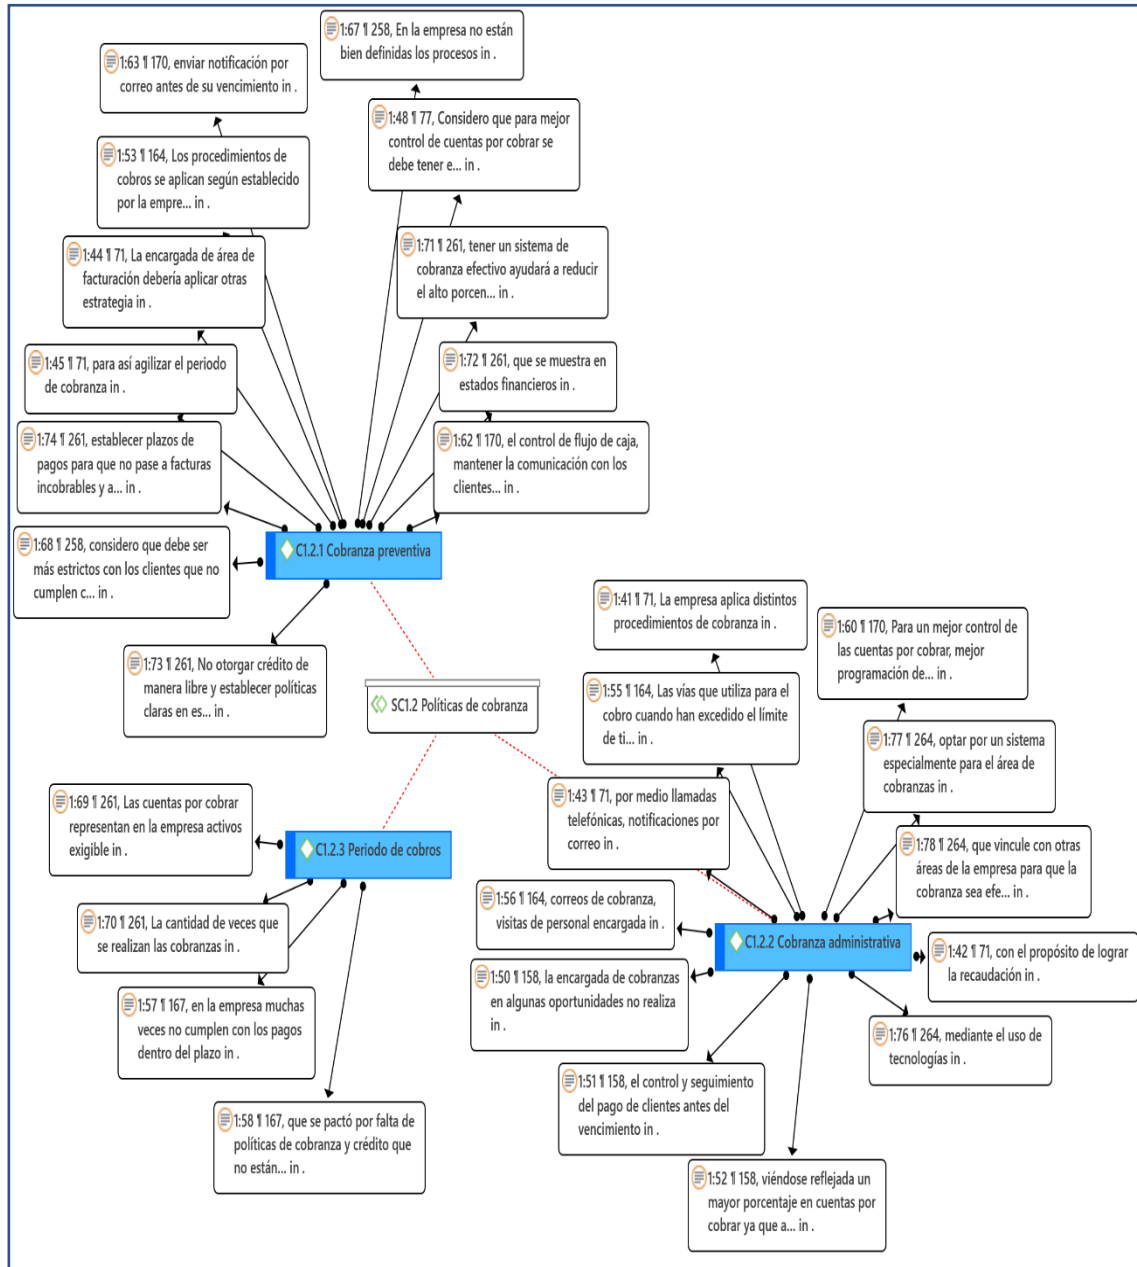 1:67 ¶ 258, En la empresa no están
bien definidas los procesos in .
1:63 ¶ 170, enviar notificación por
correo antes de su vencimiento in .
1:48 ¶ 77, Considero que para mejor
control de cuentas por cobrar se
debe tener e... in .
1:53 ¶ 164, Los procedimientos de
cobros se aplican según establecido
por la empre... in .
1:44 ¶ 71, La encargada de área de
facturación debería aplicar otras
estrategia in .
1:71 ¶ 261, tener un sistema de
cobranza efectivo ayudará a reducir
el alto porcen... in .
1:45 ¶ 71, para así agilizar el periodo
de cobranza in .
1:72 ¶ 261, que se muestra en
estados financieros in .
1:74 ¶ 261, establecer plazos de
pagos para que no pase a facturas
incobrables y a... in .
1:62 ¶ 170, el control de flujo de caja,
mantener la comunicación con los
clientes... in .
1:68 ¶ 258, considero que debe ser
más estrictos con los clientes que no
cumplen c... in .
C1.2.1 Cobranza preventiva
1:73 ¶ 261, No otorgar crédito de
manera libre y establecer políticas
claras en es... in .
SC1.2 Políticas de cobranza
1:41 ¶ 71, La empresa aplica distintos
procedimientos de cobranza in .
1:60 ¶ 170, Para un mejor control de
las cuentas por cobrar, mejor
programación de... in .
1:55 ¶ 164, Las vías que utiliza para el
cobro cuando han excedido el límite
de ti... in .
1:77 ¶ 264, optar por un sistema
especialmente para el área de
cobranzas in .
1:43 ¶ 71, por medio llamadas
telefónicas, notificaciones por
correo in .
1:78 ¶ 264, que vincule con otras
áreas de la empresa para que la
cobranza sea efe... in .
1:69 ¶ 261, Las cuentas por cobrar
representan en la empresa activos
exigible in .
C1.2.3 Periodo de cobros
1:70 ¶ 261, La cantidad de veces que
se realizan las cobranzas in .
1:57 ¶ 167, en la empresa muchas
veces no cumplen con los pagos
dentro del plazo in .
1:58 ¶ 167, que se pactó por falta de
políticas de cobranza y crédito que
no están... in .
1:56 ¶ 164, correos de cobranza,
visitas de personal encargada in .
C1.2.2 Cobranza administrativa
1:42 ¶ 71, con el propósito de lograr
la recaudación in .
1:50 ¶ 158, la encargada de cobranzas
en algunas oportunidades no realiza
in .
1:76 ¶ 264, mediante el uso de
tecnologías in .
1:51 ¶ 158, el control y seguimiento
del pago de clientes antes del
vencimiento in .
1:52 ¶ 158, viéndose reflejada un
mayor porcentaje en cuentas por
cobrar ya que a... in .